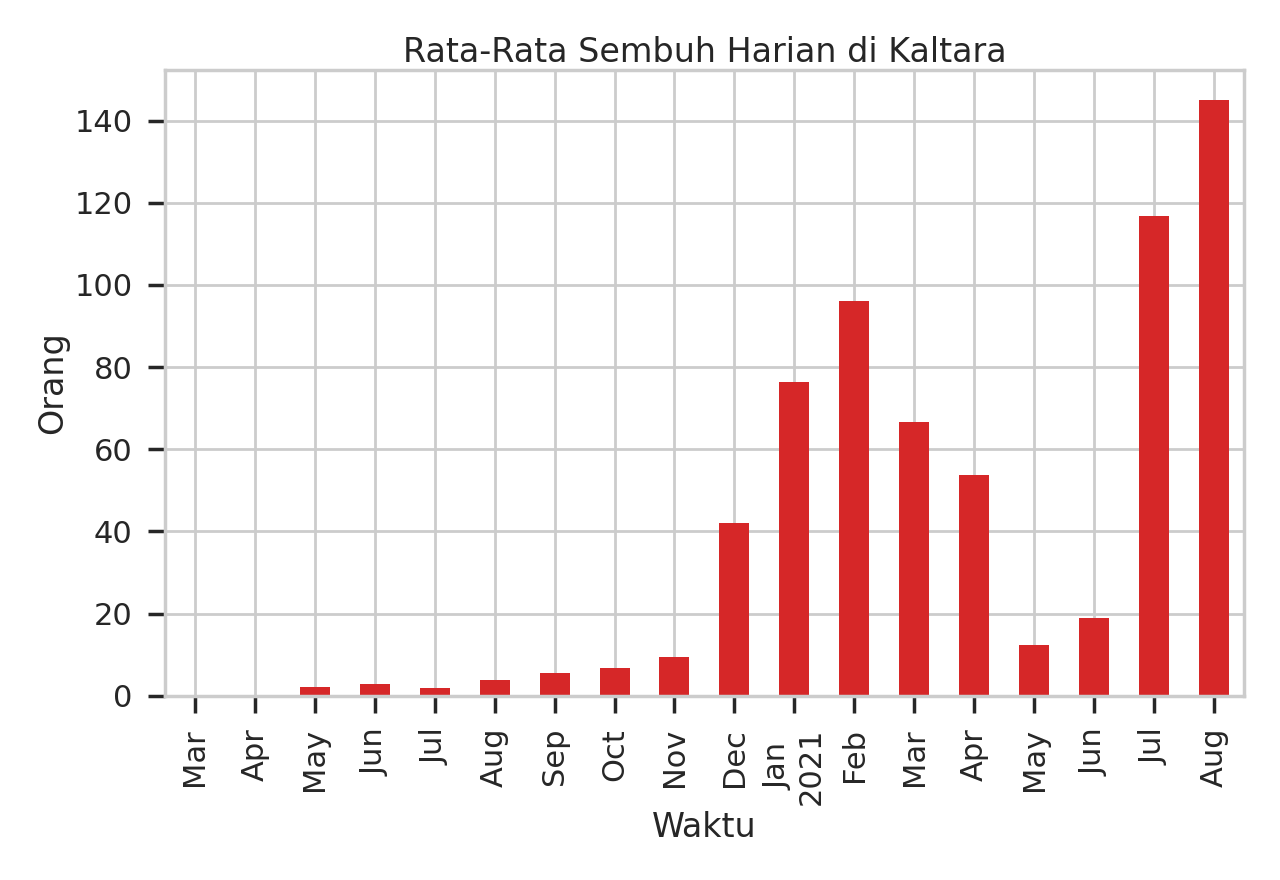 Rata-Rata Sembuh Harian di Kaltara
140
120
100
80
60
40
20
0
Orang
Mar
Apr
May
Jun
Jul
Aug
Sep
Oct
Nov
Dec
Jan
2021
Feb
Mar
Apr
May
Jun
Jul
Aug
Waktu